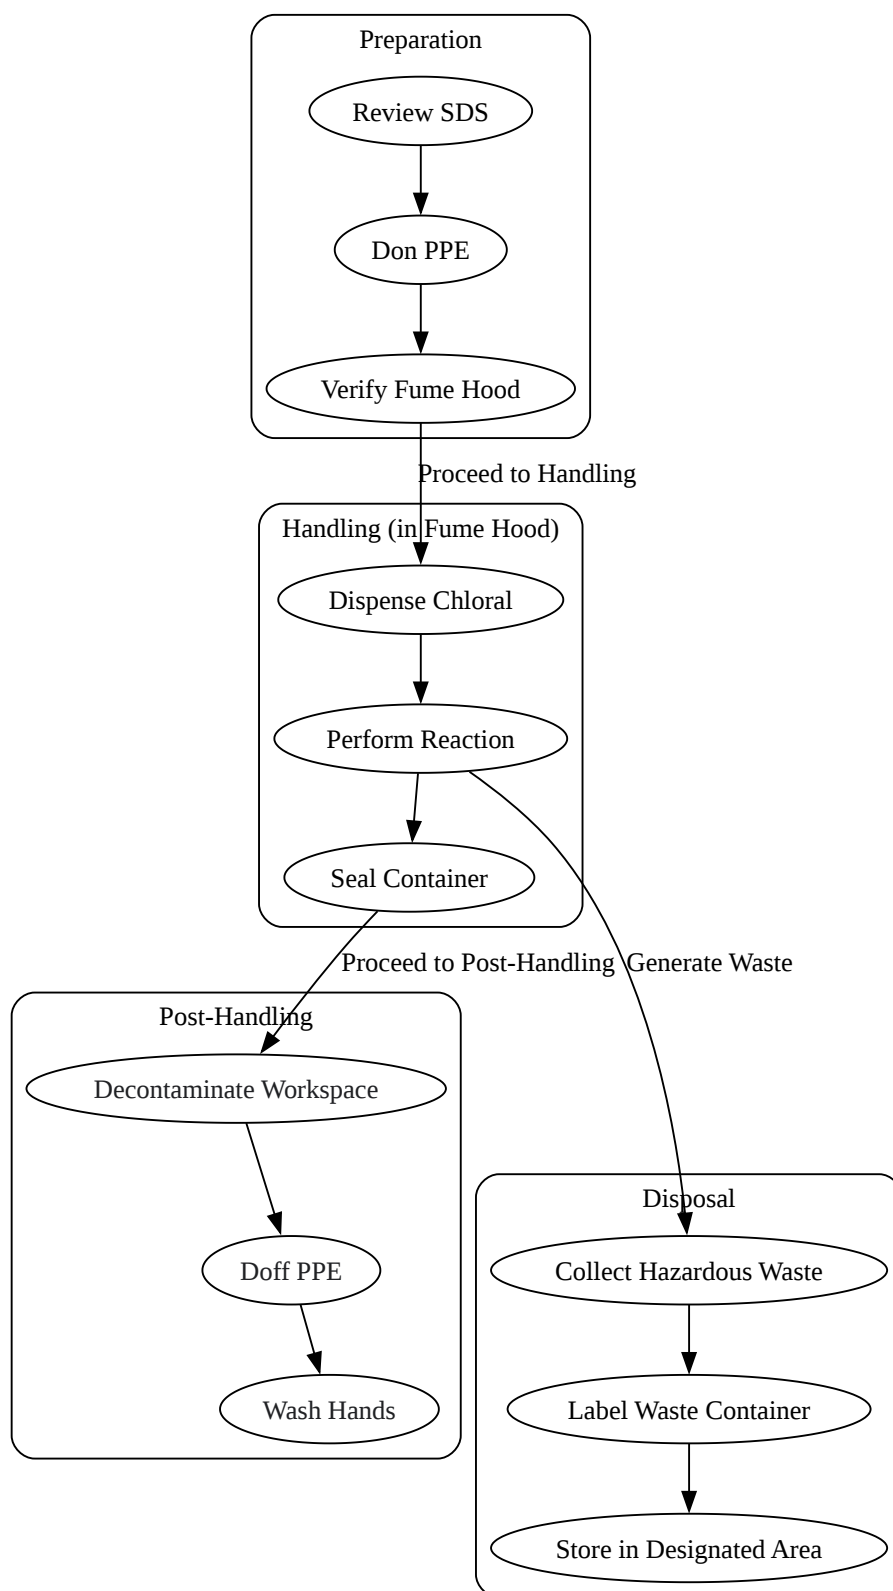 Preparation
Review SDS
Don PPE
Verify Fume Hood
Proceed to Handling
Handling (in Fume Hood)
Dispense Chloral
Perform Reaction
Seal Container
Proceed to Post-Handling
Generate Waste
Post-Handling
Decontaminate Workspace
Doff PPE
Wash Hands
Disposal
Collect Hazardous Waste
Label Waste Container
Store in Designated Area